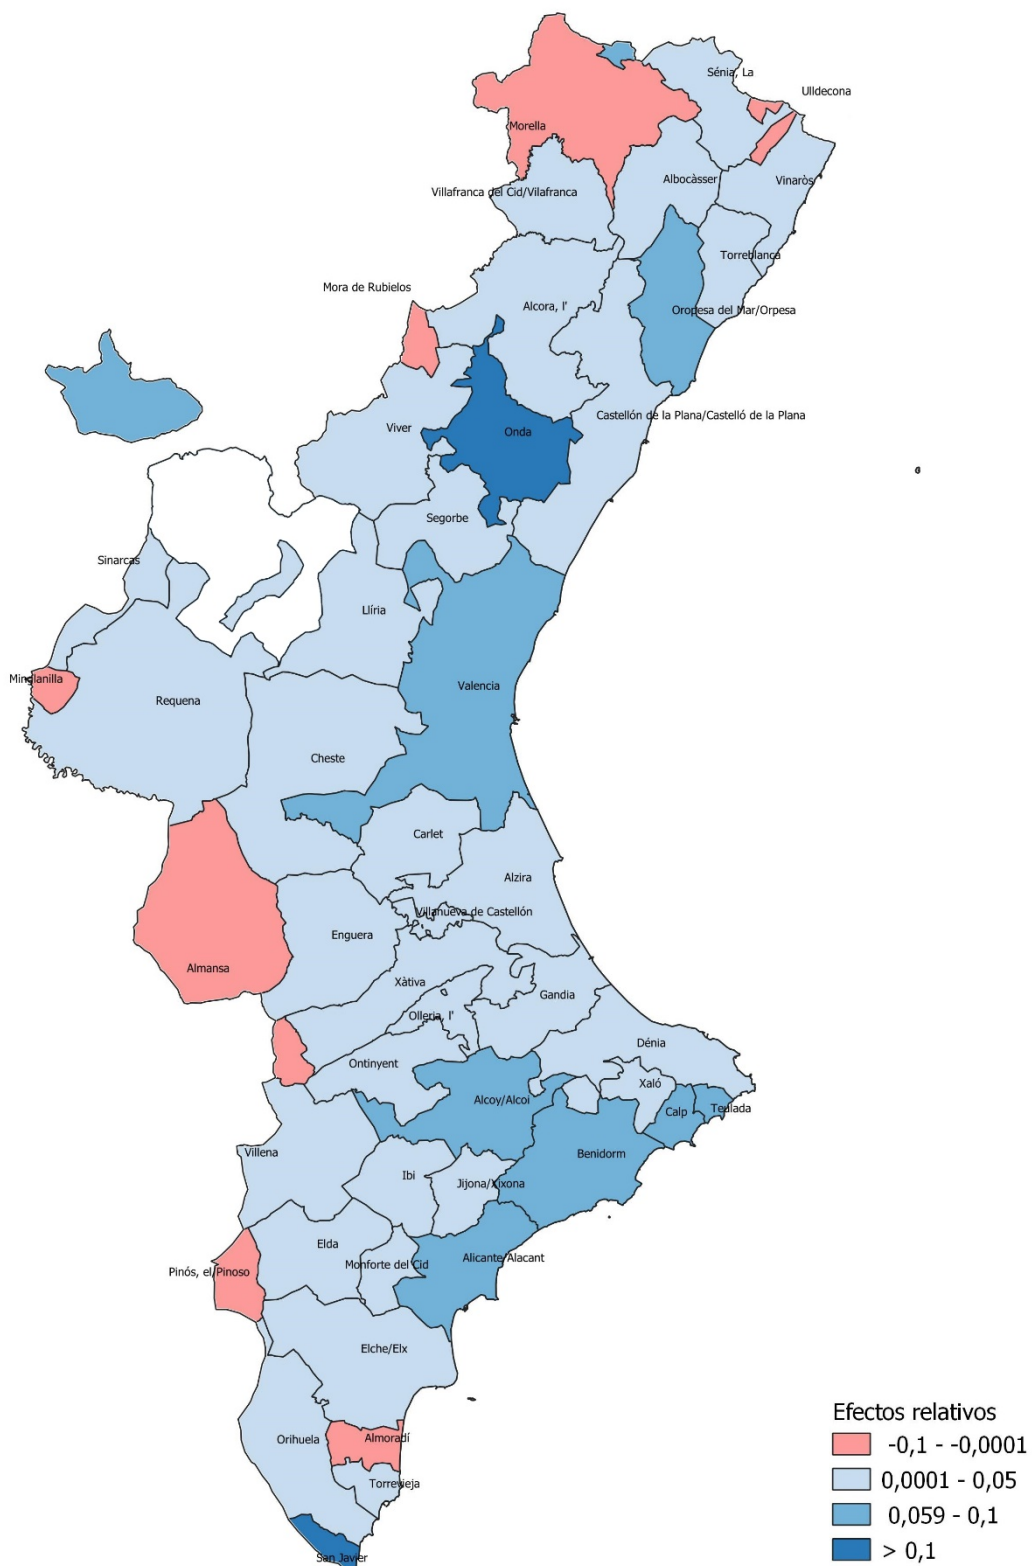 Sénia, La
Ulldecona
Morella
Albocàsser
Vinaròs
Villafranca del Cid/Vilafranca
Torreblanca
Mora de Rubielos
Alcora, l'
Oropesa del Mar/Orpesa
Castellón de la Plana/Castelló de la Plana
Viver
Onda
Segorbe
Sinarcas
Llíria
Minglanilla
Valencia
Requena
Cheste
Carlet
Alzira
Villanueva de Castellón
Enguera
Almansa
Xàtiva
Gandia
Olleria, l'
Dénia
Ontinyent
Xaló
Alcoy/Alcoi
Calp
Teulada
Villena
Benidorm
Ibi
Jijona/Xixona
Elda
Alicante/Alacant
Monforte del Cid
Pinós, el/Pinoso
Elche/Elx
Orihuela
Almoradí
Torrevieja
San Javier
Efectos relativos
-0,1 - -0,0001
0,0001 - 0,05
0,059 - 0,1
> 0,1